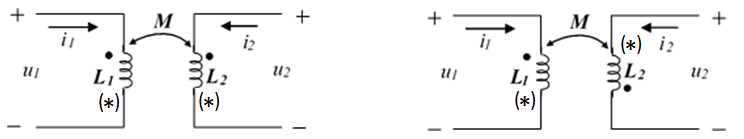 + M +
i1 i2
u1 L1 L2 u2
(*) (*)
− −
+ M +
i1 (*) i2
u1 L1 L2 u2
(*)
− −